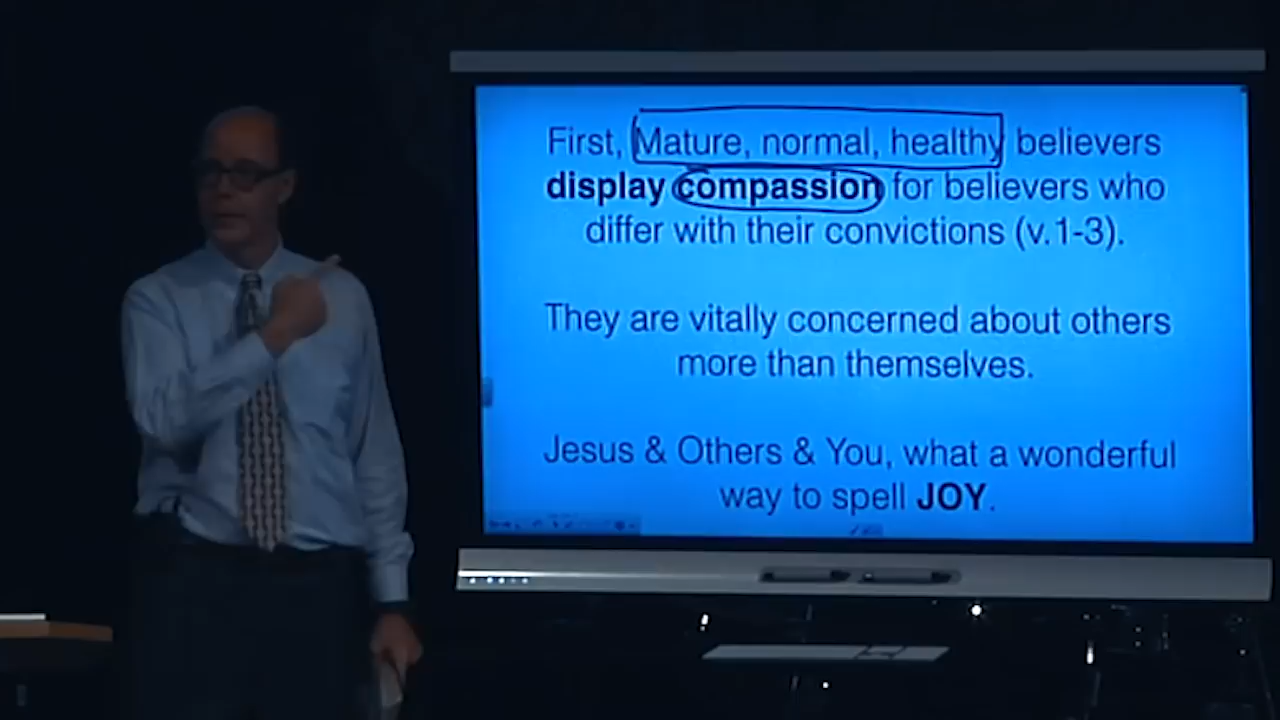 First, Mature, normal, healthy believers
display compassion for believers who
differ with their convictions (v.1-3).
They are vitally concerned about others
more than themselves.
Jesus & Others & You, what a wonderful
way to spell JOY.